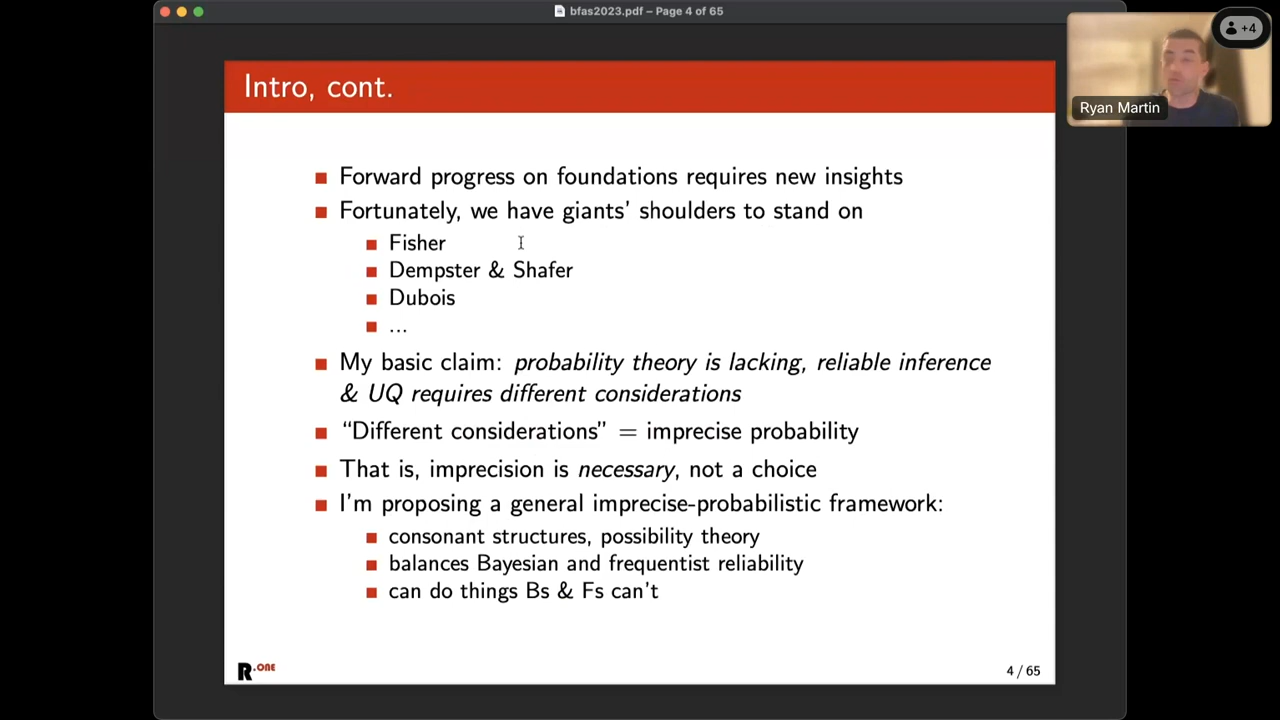 bfas2023.pdf – Page 4 of 65
+4
Ryan Martin
Intro, cont.
Forward progress on foundations requires new insights
Fortunately, we have giants' shoulders to stand on
Fisher
Dempster & Shafer
Dubois
...
My basic claim: probability theory is lacking, reliable inference
& UQ requires different considerations
“Different considerations” = imprecise probability
That is, imprecision is necessary, not a choice
I'm proposing a general imprecise-probabilistic framework:
consonant structures, possibility theory
balances Bayesian and frequentist reliability
can do things Bs & Fs can't
R.ONE
4 / 65